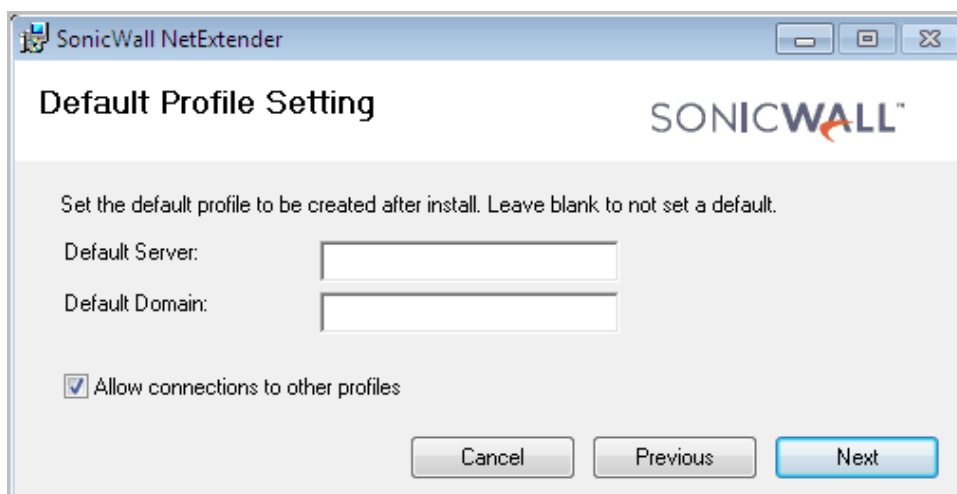 SonicWall NetExtender
Default Profile Setting
SONICWALL™
Set the default profile to be created after install. Leave blank to not set a default.
Default Server:
Default Domain:
Allow connections to other profiles
Cancel Previous Next